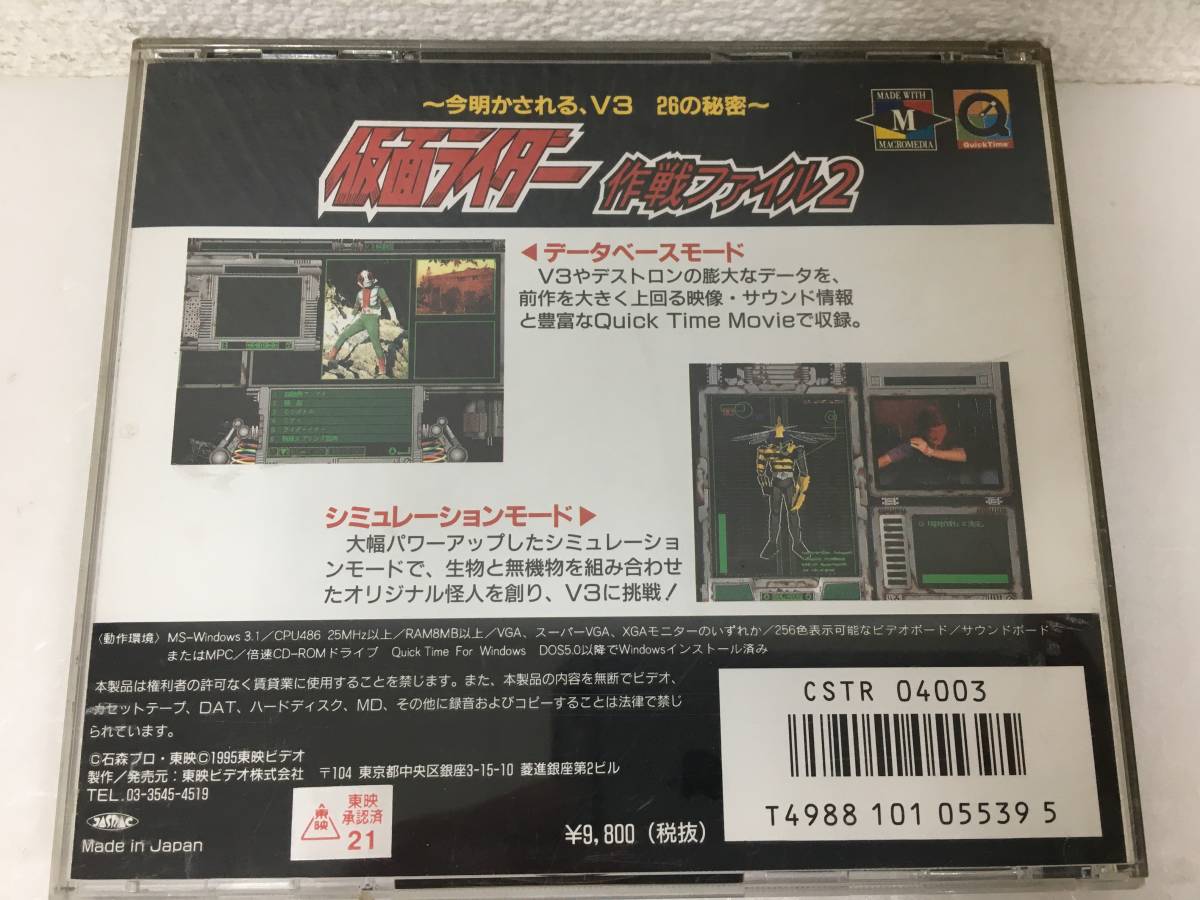 ～今明かされる、V3 26の秘密～
仮面ライダー 作戦ファイル2
MADE WITH
M
MACROMEDIA
QuickTime
◀データベースモード
V3やデストロンの膨大なデータを、
前作を大きく上回る映像・サウンド情報
と豊富なQuick Time Movieで収録。
シミュレーションモード▶
大幅パワーアップしたシミュレーショ
ンモードで、生物と無機物を組み合わせ
たオリジナル怪人を創り、V3に挑戦！
〈動作環境〉MS-Windows 3.1／CPU486 25MHz以上／RAM8MB以上／VGA、スーパーVGA、XGAモニターのいずれか／256色表示可能なビデオボード／サウンドボード
またはMPC／倍速CD-ROMドライブ Quick Time For Windows DOS5.0以降でWindowsインストール済み
本製品は権利者の許可なく賃貸業に使用することを禁じます。また、本製品の内容を無断でビデオ、
カセットテープ、DAT、ハードディスク、MD、その他に録音およびコピーすることは法律で禁じ
られています。
©石森プロ・東映©1995東映ビデオ
製作／発売元：東映ビデオ株式会社 〒104 東京都中央区銀座3-15-10 菱進銀座第2ビル
TEL.03-3545-4519
JASRAC
Made in Japan
東映
東映
承認済
21
¥9,800（税抜）
CSTR 04003
T4988 101 05539 5